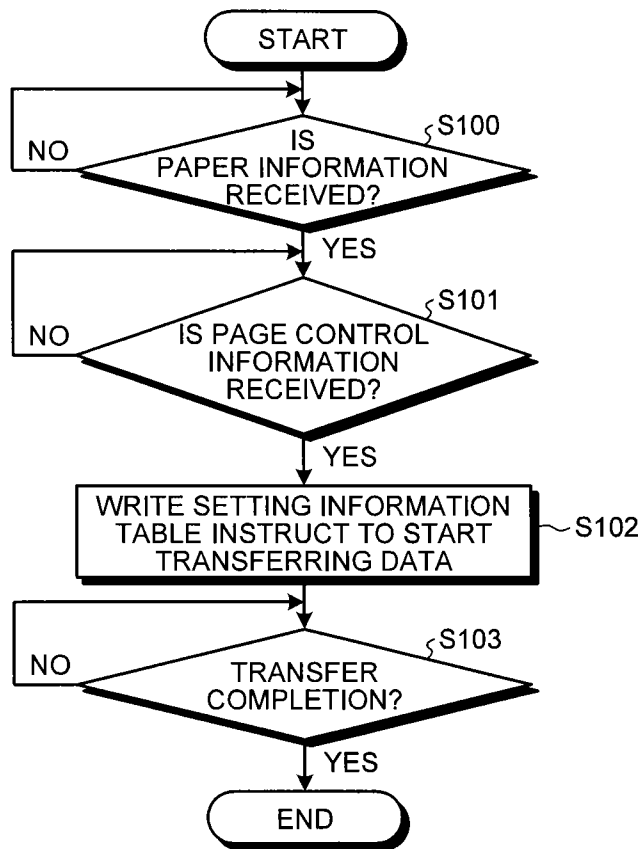 START
S100
IS
PAPER INFORMATION
RECEIVED?
NO
YES
S101
IS PAGE CONTROL
INFORMATION
RECEIVED?
NO
YES
WRITE SETTING INFORMATION
TABLE INSTRUCT TO START
TRANSFERRING DATA
S102
S103
TRANSFER
COMPLETION?
NO
YES
END